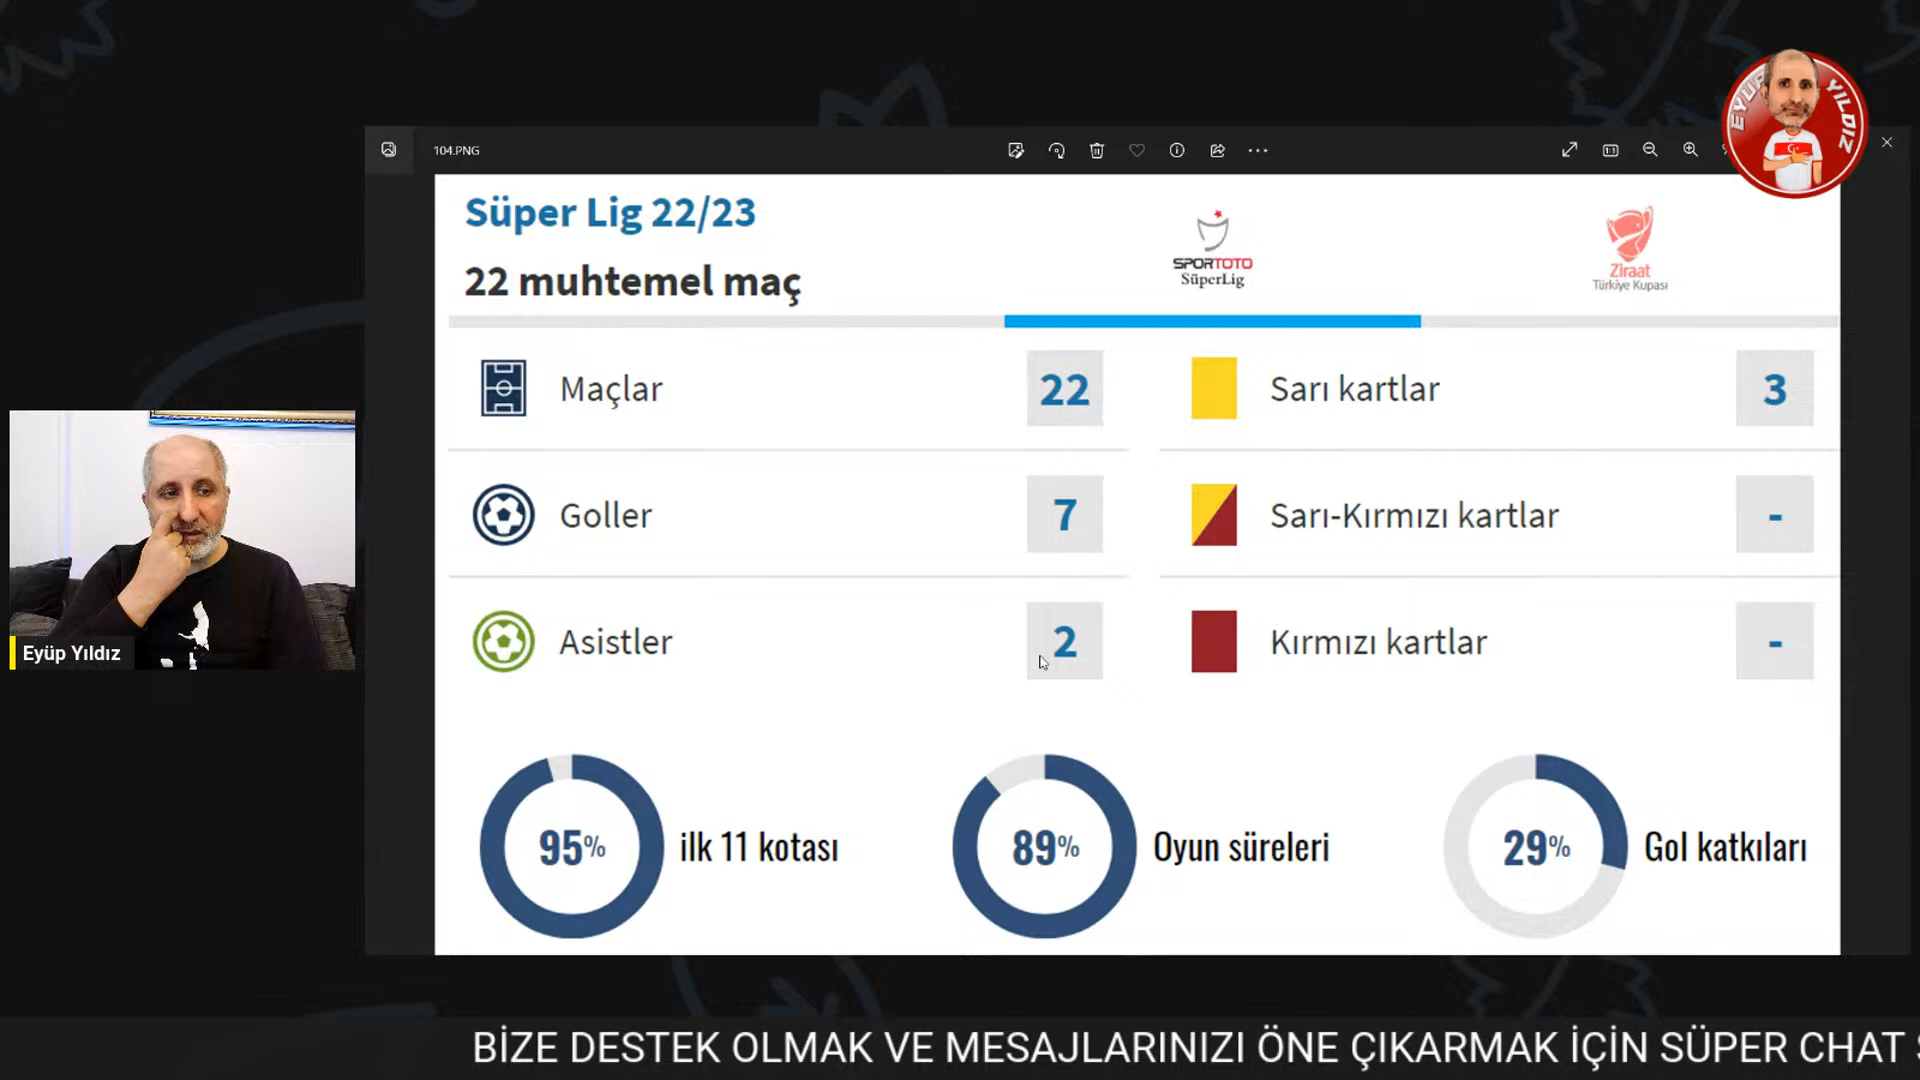 EYÜP YILDIZ
104.PNG
Süper Lig 22/23
22 muhtemel maç
SPORTOTO
SüperLig
Ziraat
Türkiye Kupası
Maçlar 22
Sarı kartlar 3
Goller 7
Sarı-Kırmızı kartlar -
Asistler 2
Kırmızı kartlar -
Eyüp Yıldız
95% ilk 11 kotası
89% Oyun süreleri
29% Gol katkıları
BİZE DESTEK OLMAK VE MESAJLARINIZI ÖNE ÇIKARMAK İÇİN SÜPER CHAT